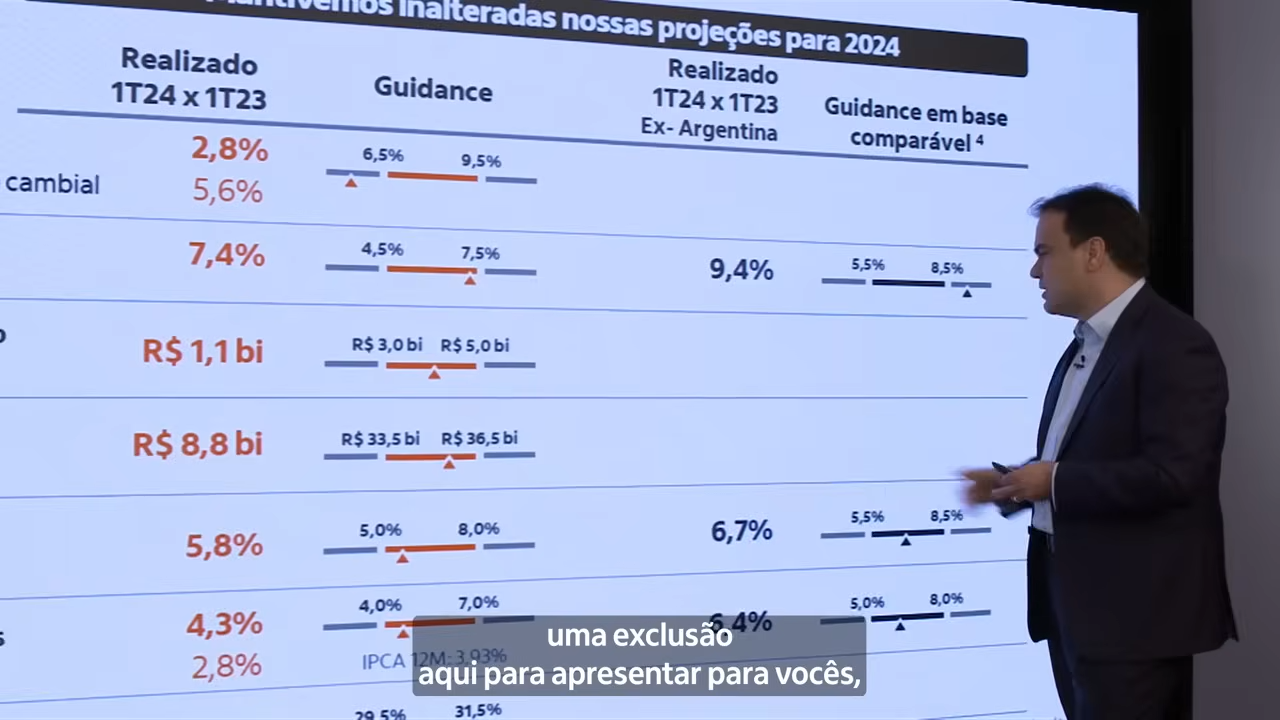 Mantivemos inalteradas nossas projeções para 2024
Realizado
1T24 x 1T23
Guidance
Realizado
1T24 x 1T23
Ex- Argentina
Guidance em base
comparável 4
2,8%
6,5% 9,5%
cambial 5,6%
7,4%
4,5% 7,5%
9,4%
5,5% 8,5%
R$ 1,1 bi
R$ 3,0 bi R$ 5,0 bi
R$ 8,8 bi
R$ 33,5 bi R$ 36,5 bi
5,8%
5,0% 8,0%
6,7%
5,5% 8,5%
4,3%
4,0% 7,0%
6,4%
5,0% 8,0%
2,8%
IPCA 12M: 3,93%
29,5% 31,5%
uma exclusão
aqui para apresentar para vocês,